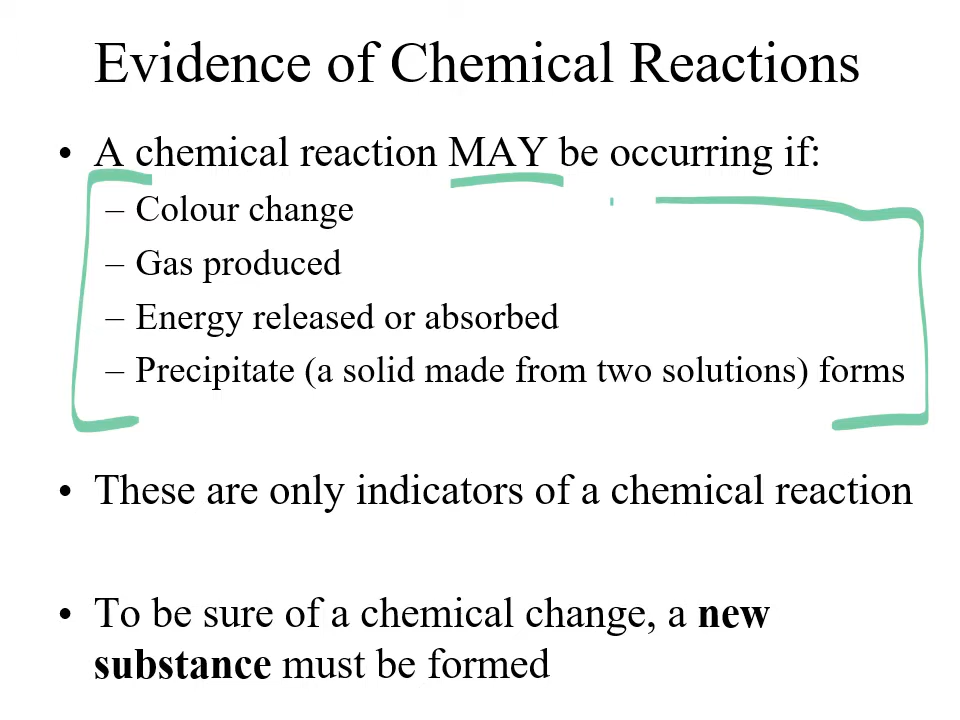 Evidence of Chemical Reactions
• A chemical reaction MAY be occurring if:
– Colour change
– Gas produced
– Energy released or absorbed
– Precipitate (a solid made from two solutions) forms
• These are only indicators of a chemical reaction
• To be sure of a chemical change, a new
substance must be formed